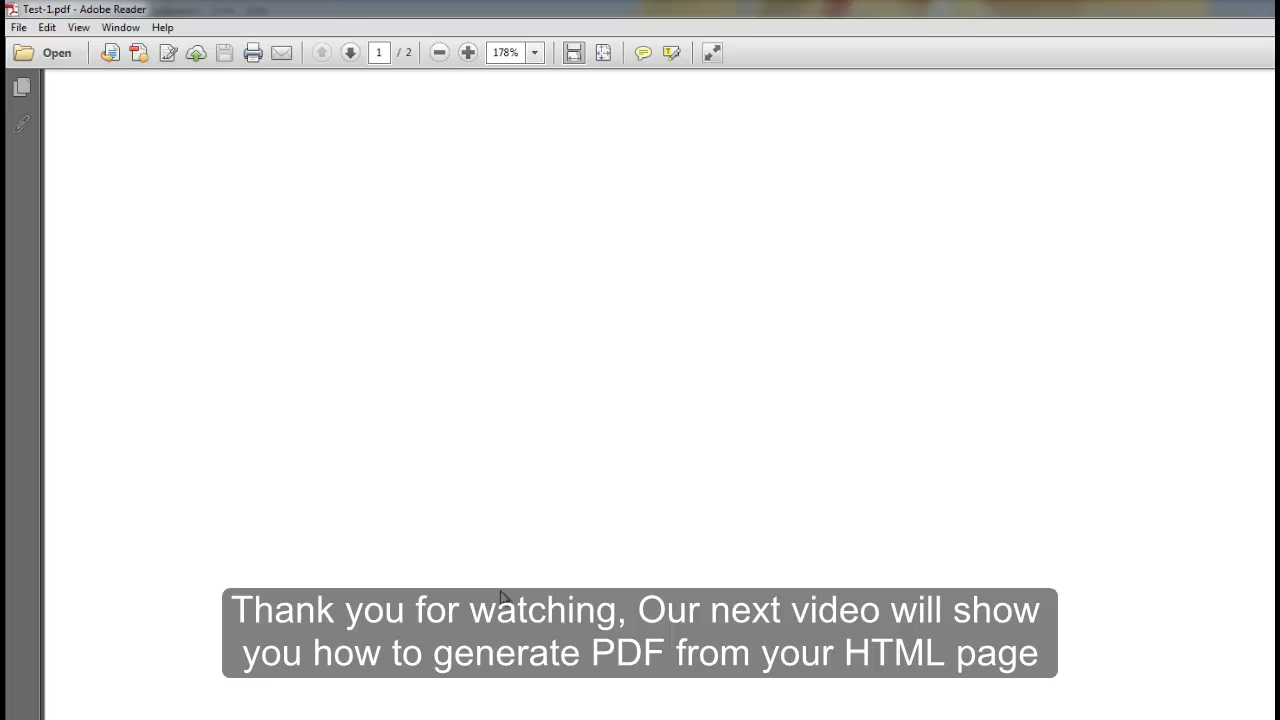 Test-1.pdf - Adobe Reader
File Edit View Window Help
Open 1 / 2 178%
Thank you for watching, Our next video will show
you how to generate PDF from your HTML page